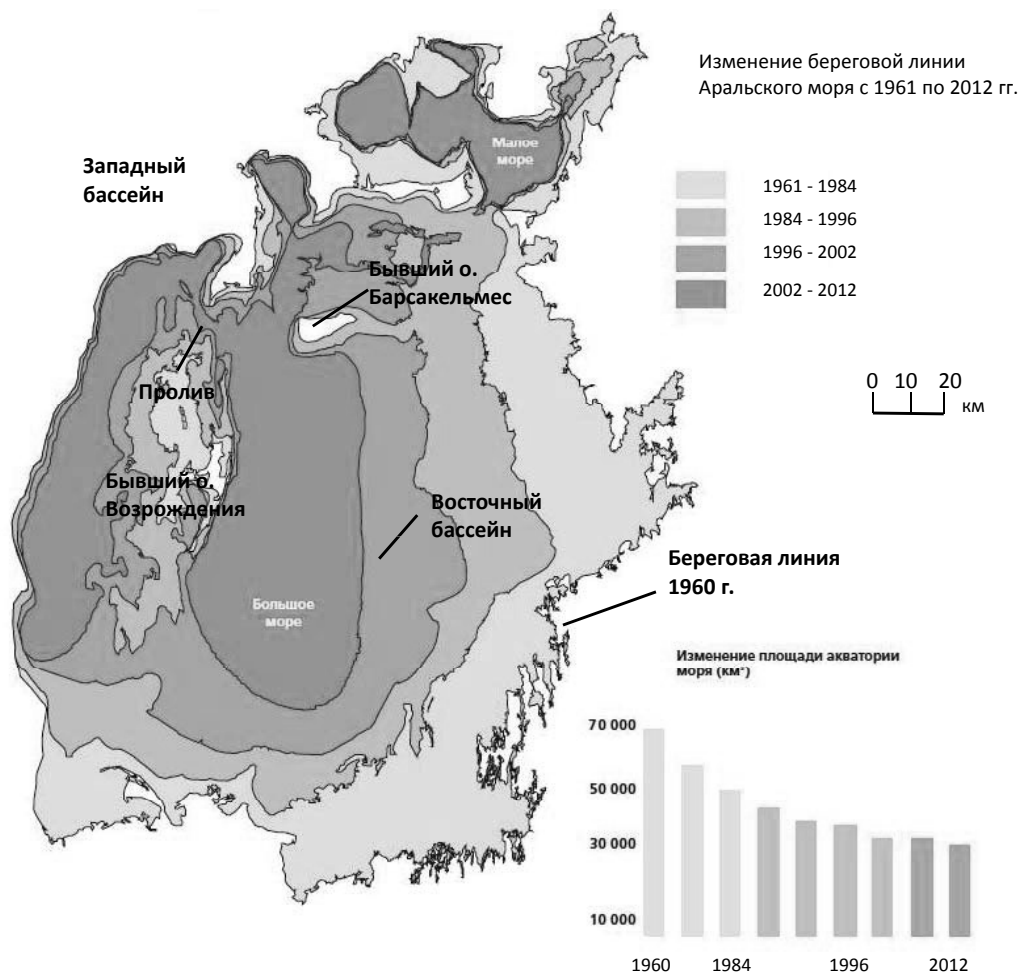 Изменение береговой линии
Аральского моря с 1961 по 2012 гг.
Малое
море
Западный
бассейн
1961 - 1984
1984 - 1996
1996 - 2002
2002 - 2012
Бывший о.
Барсакельмес
Пролив
0 10 20
км
Бывший о.
Возрождения
Восточный
бассейн
Береговая линия
1960 г.
Большое
море
Изменение площади акватории
моря (км²)
70 000
50 000
30 000
10 000
1960 1984 1996 2012